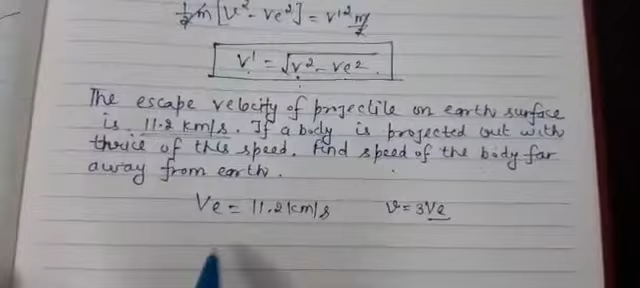 ½m[v² - ve²] = v'² m/2
v' = √v² - ve²
The escape velocity of projectile on earth surface
is 11.2 km/s. If a body is projected out with
thrice of this speed. Find speed of the body far
away from earth.
Ve = 11.2 km/s v = 3Ve